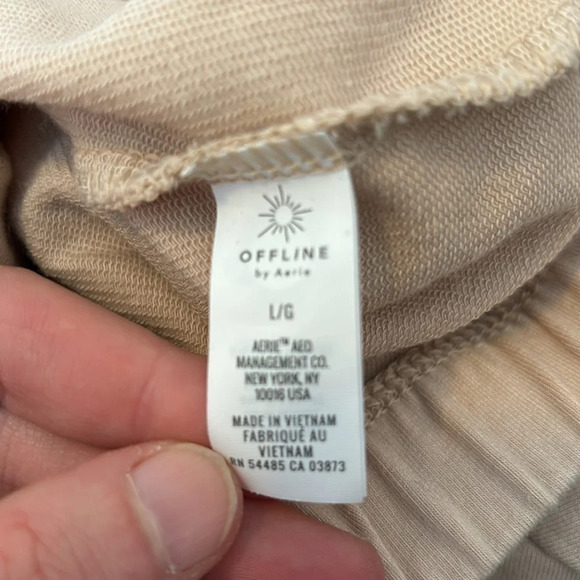 OFFLINE
by Aerie
L/G
AERIE™ AEO
MANAGEMENT CO.
NEW YORK, NY
10016 USA
MADE IN VIETNAM
FABRIQUÉ AU
VIETNAM
RN 54485 CA 03873